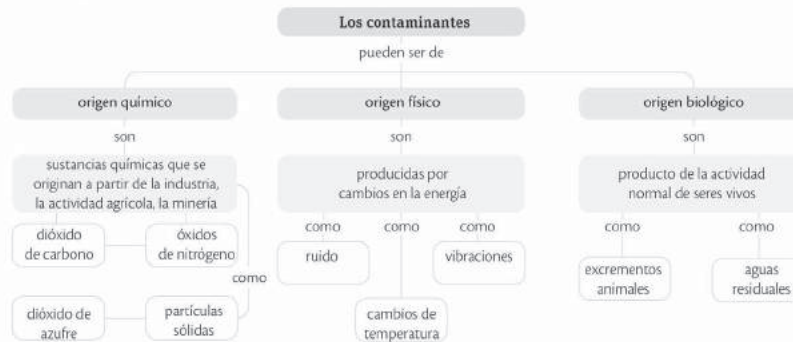 Los contaminantes
pueden ser de
origen químico
origen físico
origen biológico
son
son
son
sustancias químicas que se
originan a partir de la industria,
la actividad agrícola, la minería
producidas por
cambios en la energía
producto de la actividad
normal de seres vivos
como
como
como
como
como
dióxido
de carbono
óxidos
de nitrógeno
como
ruido
vibraciones
excrementos
animales
aguas
residuales
dióxido de
azufre
partículas
sólidas
cambios de
temperatura